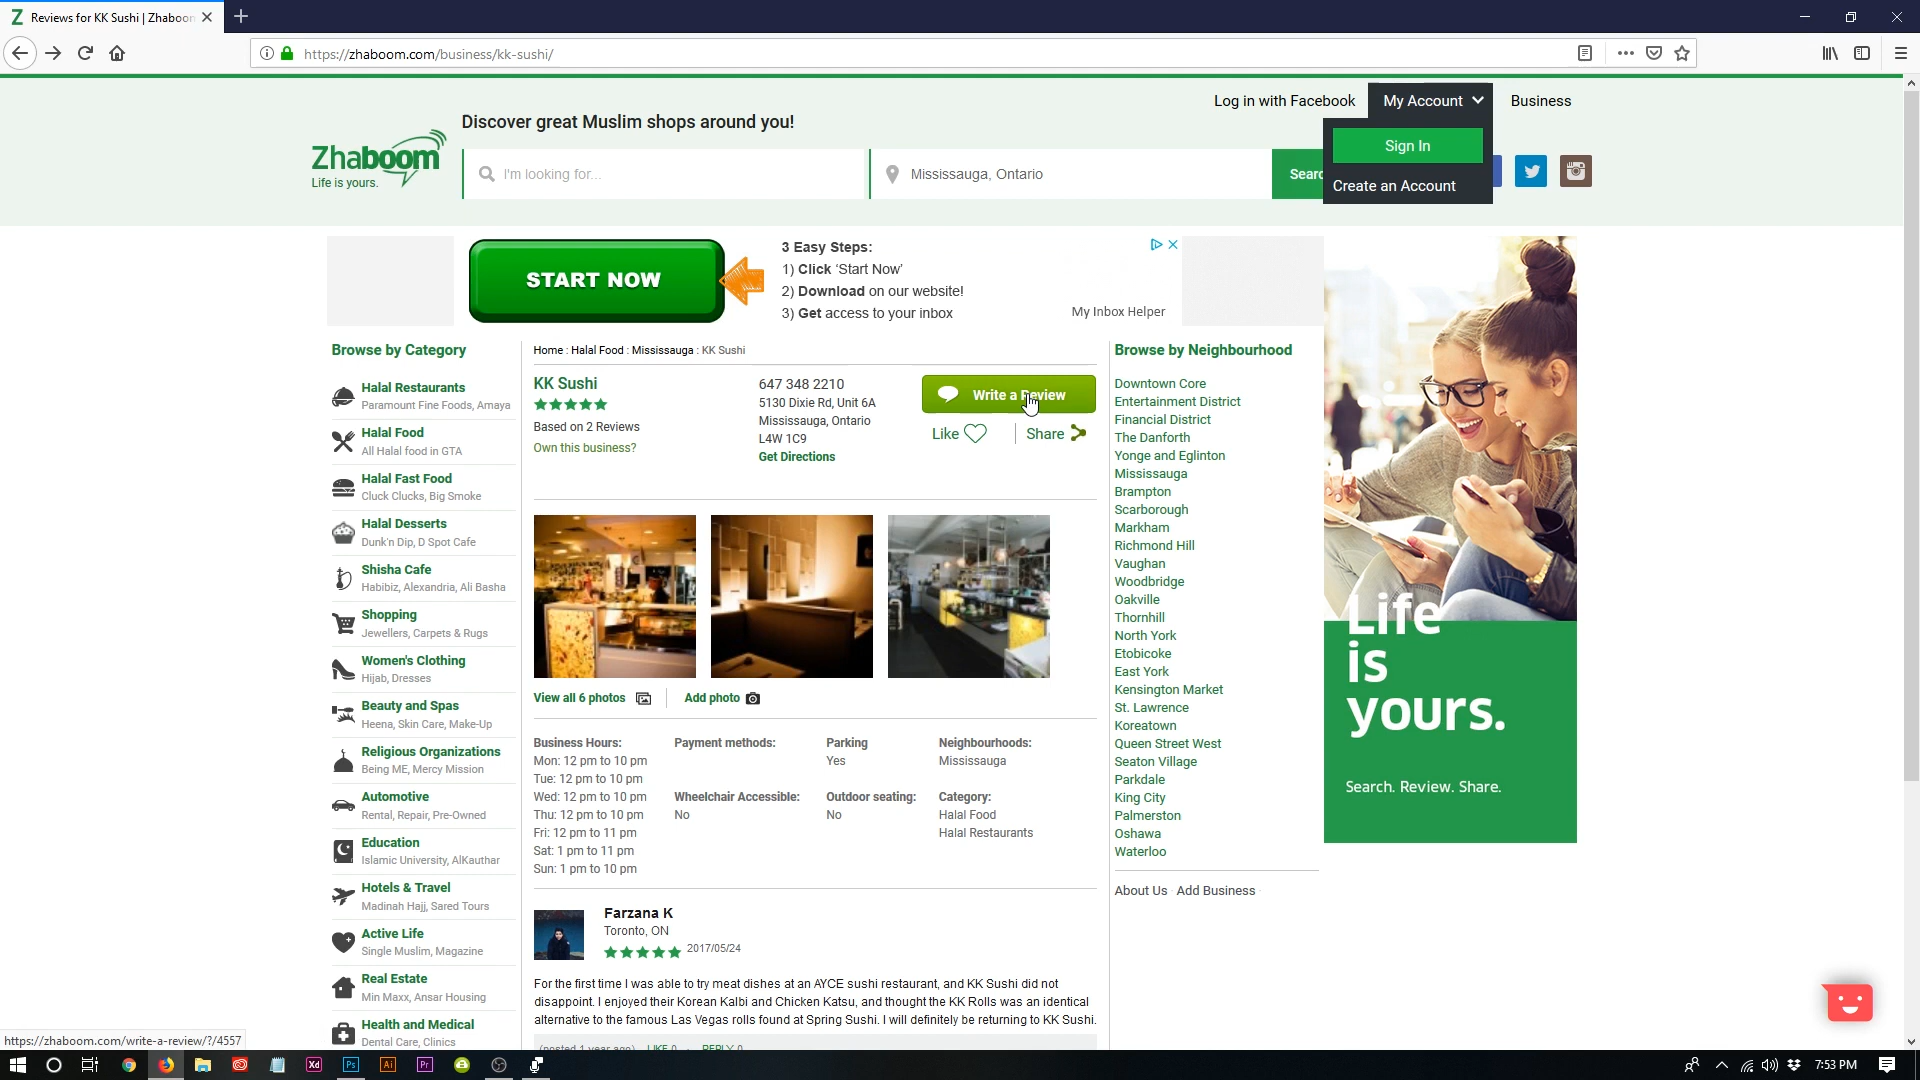 Reviews for KK Sushi | Zhaboon
https://zhaboom.com/business/kk-sushi/
Log in with Facebook
My Account
Business
Sign In
Create an Account
Discover great Muslim shops around you!
Zhaboom
Life is yours.
I'm looking for...
Mississauga, Ontario
Searc
START NOW
3 Easy Steps:
1) Click 'Start Now'
2) Download on our website!
3) Get access to your inbox
My Inbox Helper
Browse by Category
Halal Restaurants
Paramount Fine Foods, Amaya
Halal Food
All Halal food in GTA
Halal Fast Food
Cluck Clucks, Big Smoke
Halal Desserts
Dunk'n Dip, D Spot Cafe
Shisha Cafe
Habibiz, Alexandria, Ali Basha
Shopping
Jewellers, Carpets & Rugs
Women's Clothing
Hijab, Dresses
Beauty and Spas
Heena, Skin Care, Make-Up
Religious Organizations
Being ME, Mercy Mission
Automotive
Rental, Repair, Pre-Owned
Education
Islamic University, AlKauthar
Hotels & Travel
Madinah Hajj, Sared Tours
Active Life
Single Muslim, Magazine
Real Estate
Min Maxx, Ansar Housing
Health and Medical
Dental Care, Clinics
Home : Halal Food : Mississauga : KK Sushi
KK Sushi
Based on 2 Reviews
Own this business?
647 348 2210
5130 Dixie Rd, Unit 6A
Mississauga, Ontario
L4W 1C9
Get Directions
Write a Review
Like
Share
View all 6 photos
Add photo
Business Hours:
Mon: 12 pm to 10 pm
Tue: 12 pm to 10 pm
Wed: 12 pm to 10 pm
Thu: 12 pm to 10 pm
Fri: 12 pm to 11 pm
Sat: 1 pm to 11 pm
Sun: 1 pm to 10 pm
Payment methods:
Wheelchair Accessible:
No
Parking
Yes
Outdoor seating:
No
Neighbourhoods:
Mississauga
Category:
Halal Food
Halal Restaurants
Farzana K
Toronto, ON
2017/05/24
For the first time I was able to try meat dishes at an AYCE sushi restaurant, and KK Sushi did not
disappoint. I enjoyed their Korean Kalbi and Chicken Katsu, and thought the KK Rolls was an identical
alternative to the famous Las Vegas rolls found at Spring Sushi. I will definitely be returning to KK Sushi.
(posted 1 year ago) LIKE 0 REPLY 0
Browse by Neighbourhood
Downtown Core
Entertainment District
Financial District
The Danforth
Yonge and Eglinton
Mississauga
Brampton
Scarborough
Markham
Richmond Hill
Vaughan
Woodbridge
Oakville
Thornhill
North York
Etobicoke
East York
Kensington Market
St. Lawrence
Koreatown
Queen Street West
Seaton Village
Parkdale
King City
Palmerston
Oshawa
Waterloo
About Us Add Business
Life
is
yours.
Search. Review. Share.
https://zhaboom.com/write-a-review/?/4557
Xd
Ps
Ai
Pr
7:53 PM